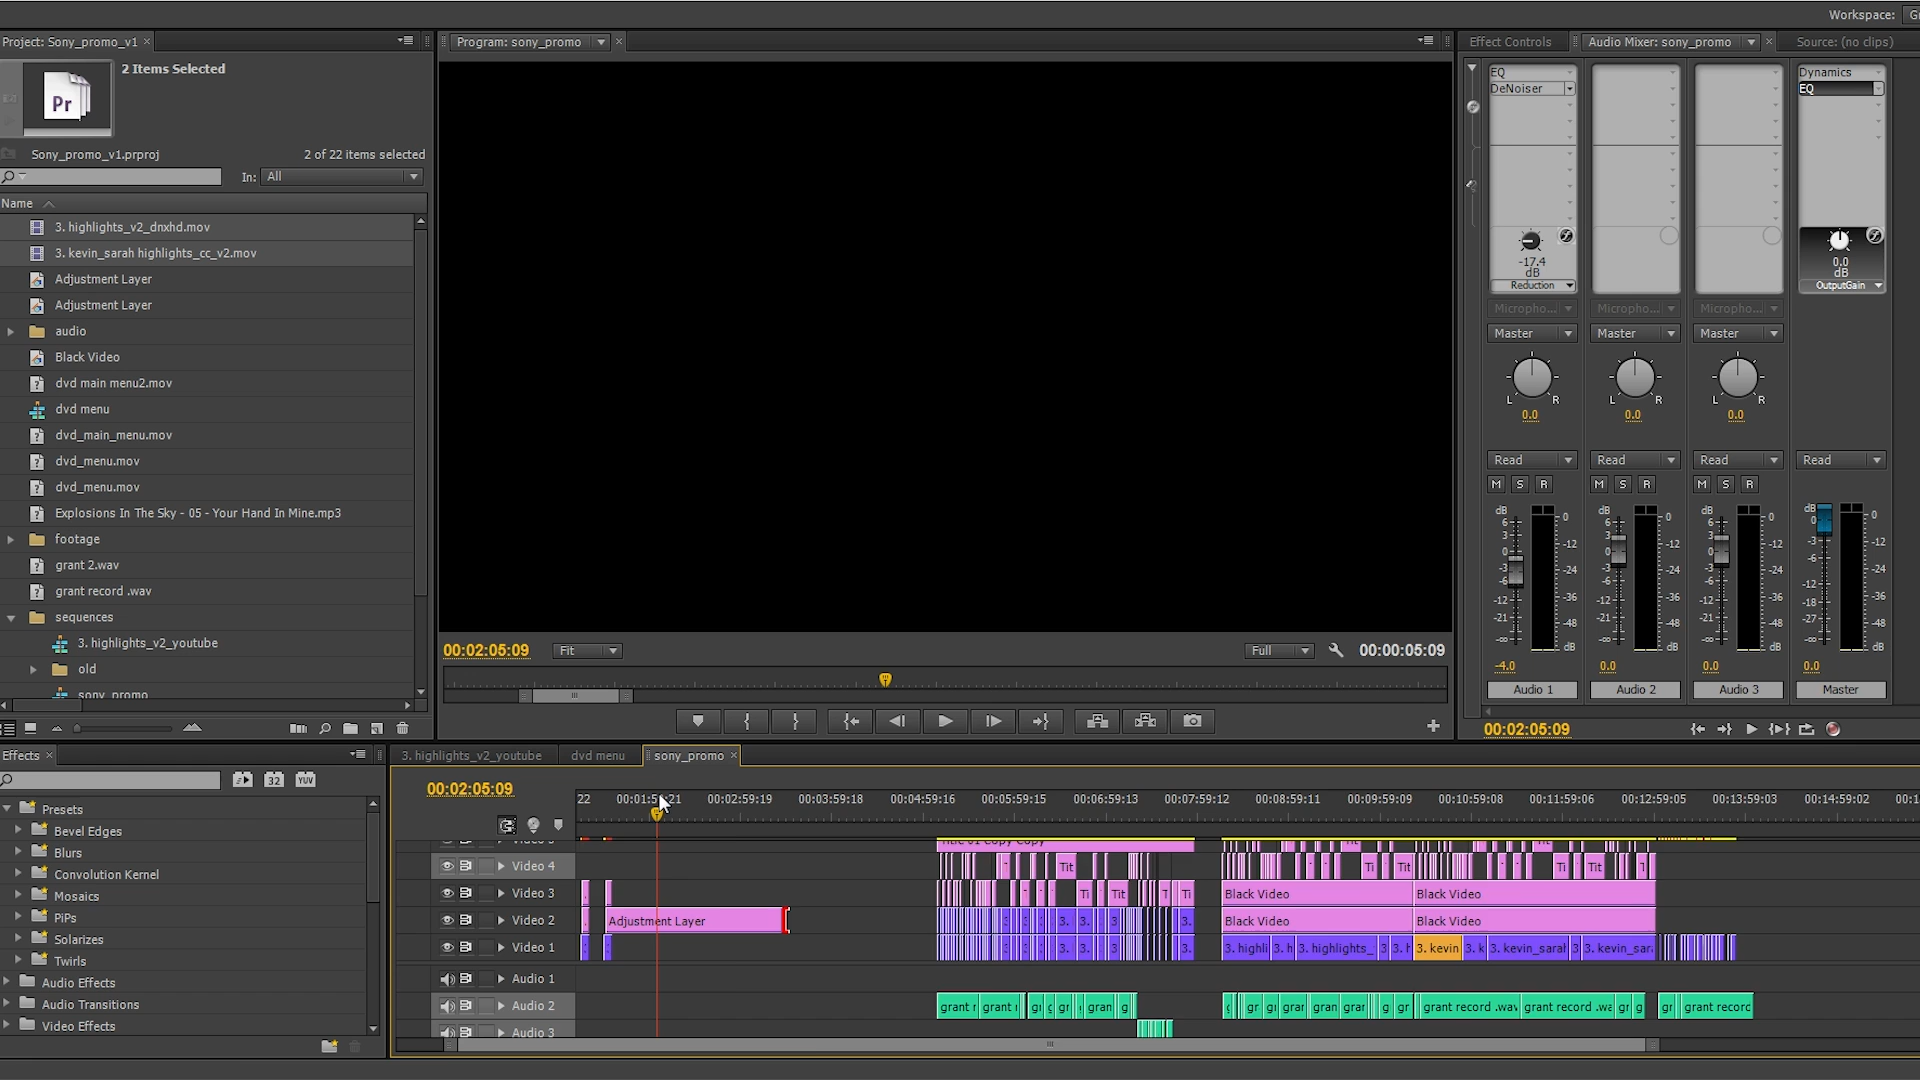 Workspace:
Project: Sony_promo_v1
Program: sony_promo
Effect Controls
Audio Mixer: sony_promo
Source: (no clips)
2 Items Selected
Pr
Sony_promo_v1.prproj
2 of 22 items selected
In: All
Name
3. highlights_v2_dnxhd.mov
3. kevin_sarah highlights_cc_v2.mov
Adjustment Layer
Adjustment Layer
audio
Black Video
dvd main menu2.mov
dvd menu
dvd_main_menu.mov
dvd_menu.mov
dvd_menu.mov
Explosions In The Sky - 05 - Your Hand In Mine.mp3
footage
grant 2.wav
grant record .wav
sequences
3. highlights_v2_youtube
old
sony_promo
EQ
DeNoiser
Dynamics
EQ
-17.4
dB
Reduction
0.0
dB
OutputGain
Micropho... Micropho... Micropho...
Master Master Master
L R L R L R
0.0 0.0 0.0
Read Read Read Read
M S R M S R M S R
-4.0 0.0 0.0 0.0
Audio 1 Audio 2 Audio 3 Master
00:02:05:09
00:02:05:09
Fit
Full
00:00:05:09
Effects
32 YUV
Presets
Bevel Edges
Blurs
Convolution Kernel
Mosaics
PiPs
Solarizes
Twirls
Audio Effects
Audio Transitions
Video Effects
3. highlights_v2_youtube
dvd menu
sony_promo
00:02:05:09
22 00:02:59:19 00:03:59:18 00:04:59:16 00:05:59:15 00:06:59:13 00:07:59:12 00:08:59:11 00:09:59:09 00:10:59:08 00:11:59:06 00:12:59:05 00:13:59:03 00:14:59:02
Title 01 Copy Copy
Video 4
Tit Ti Tit Ti Tit
Video 3
Ti Tit T Ti Black Video Black Video
Video 2
Adjustment Layer 3. 3. 3 3. Black Video Black Video
Video 1
3. 3. 3 3. 3. highli 3. h 3. highlights_ 3 3. h 3. kevin 3. k 3. kevin_sarah 3 3. kevin_sar
Audio 1
Audio 2
grant r grant gr gran g gr gran gran grar g gr grant record .wav grant record .wa gr g gr grant record
Audio 3